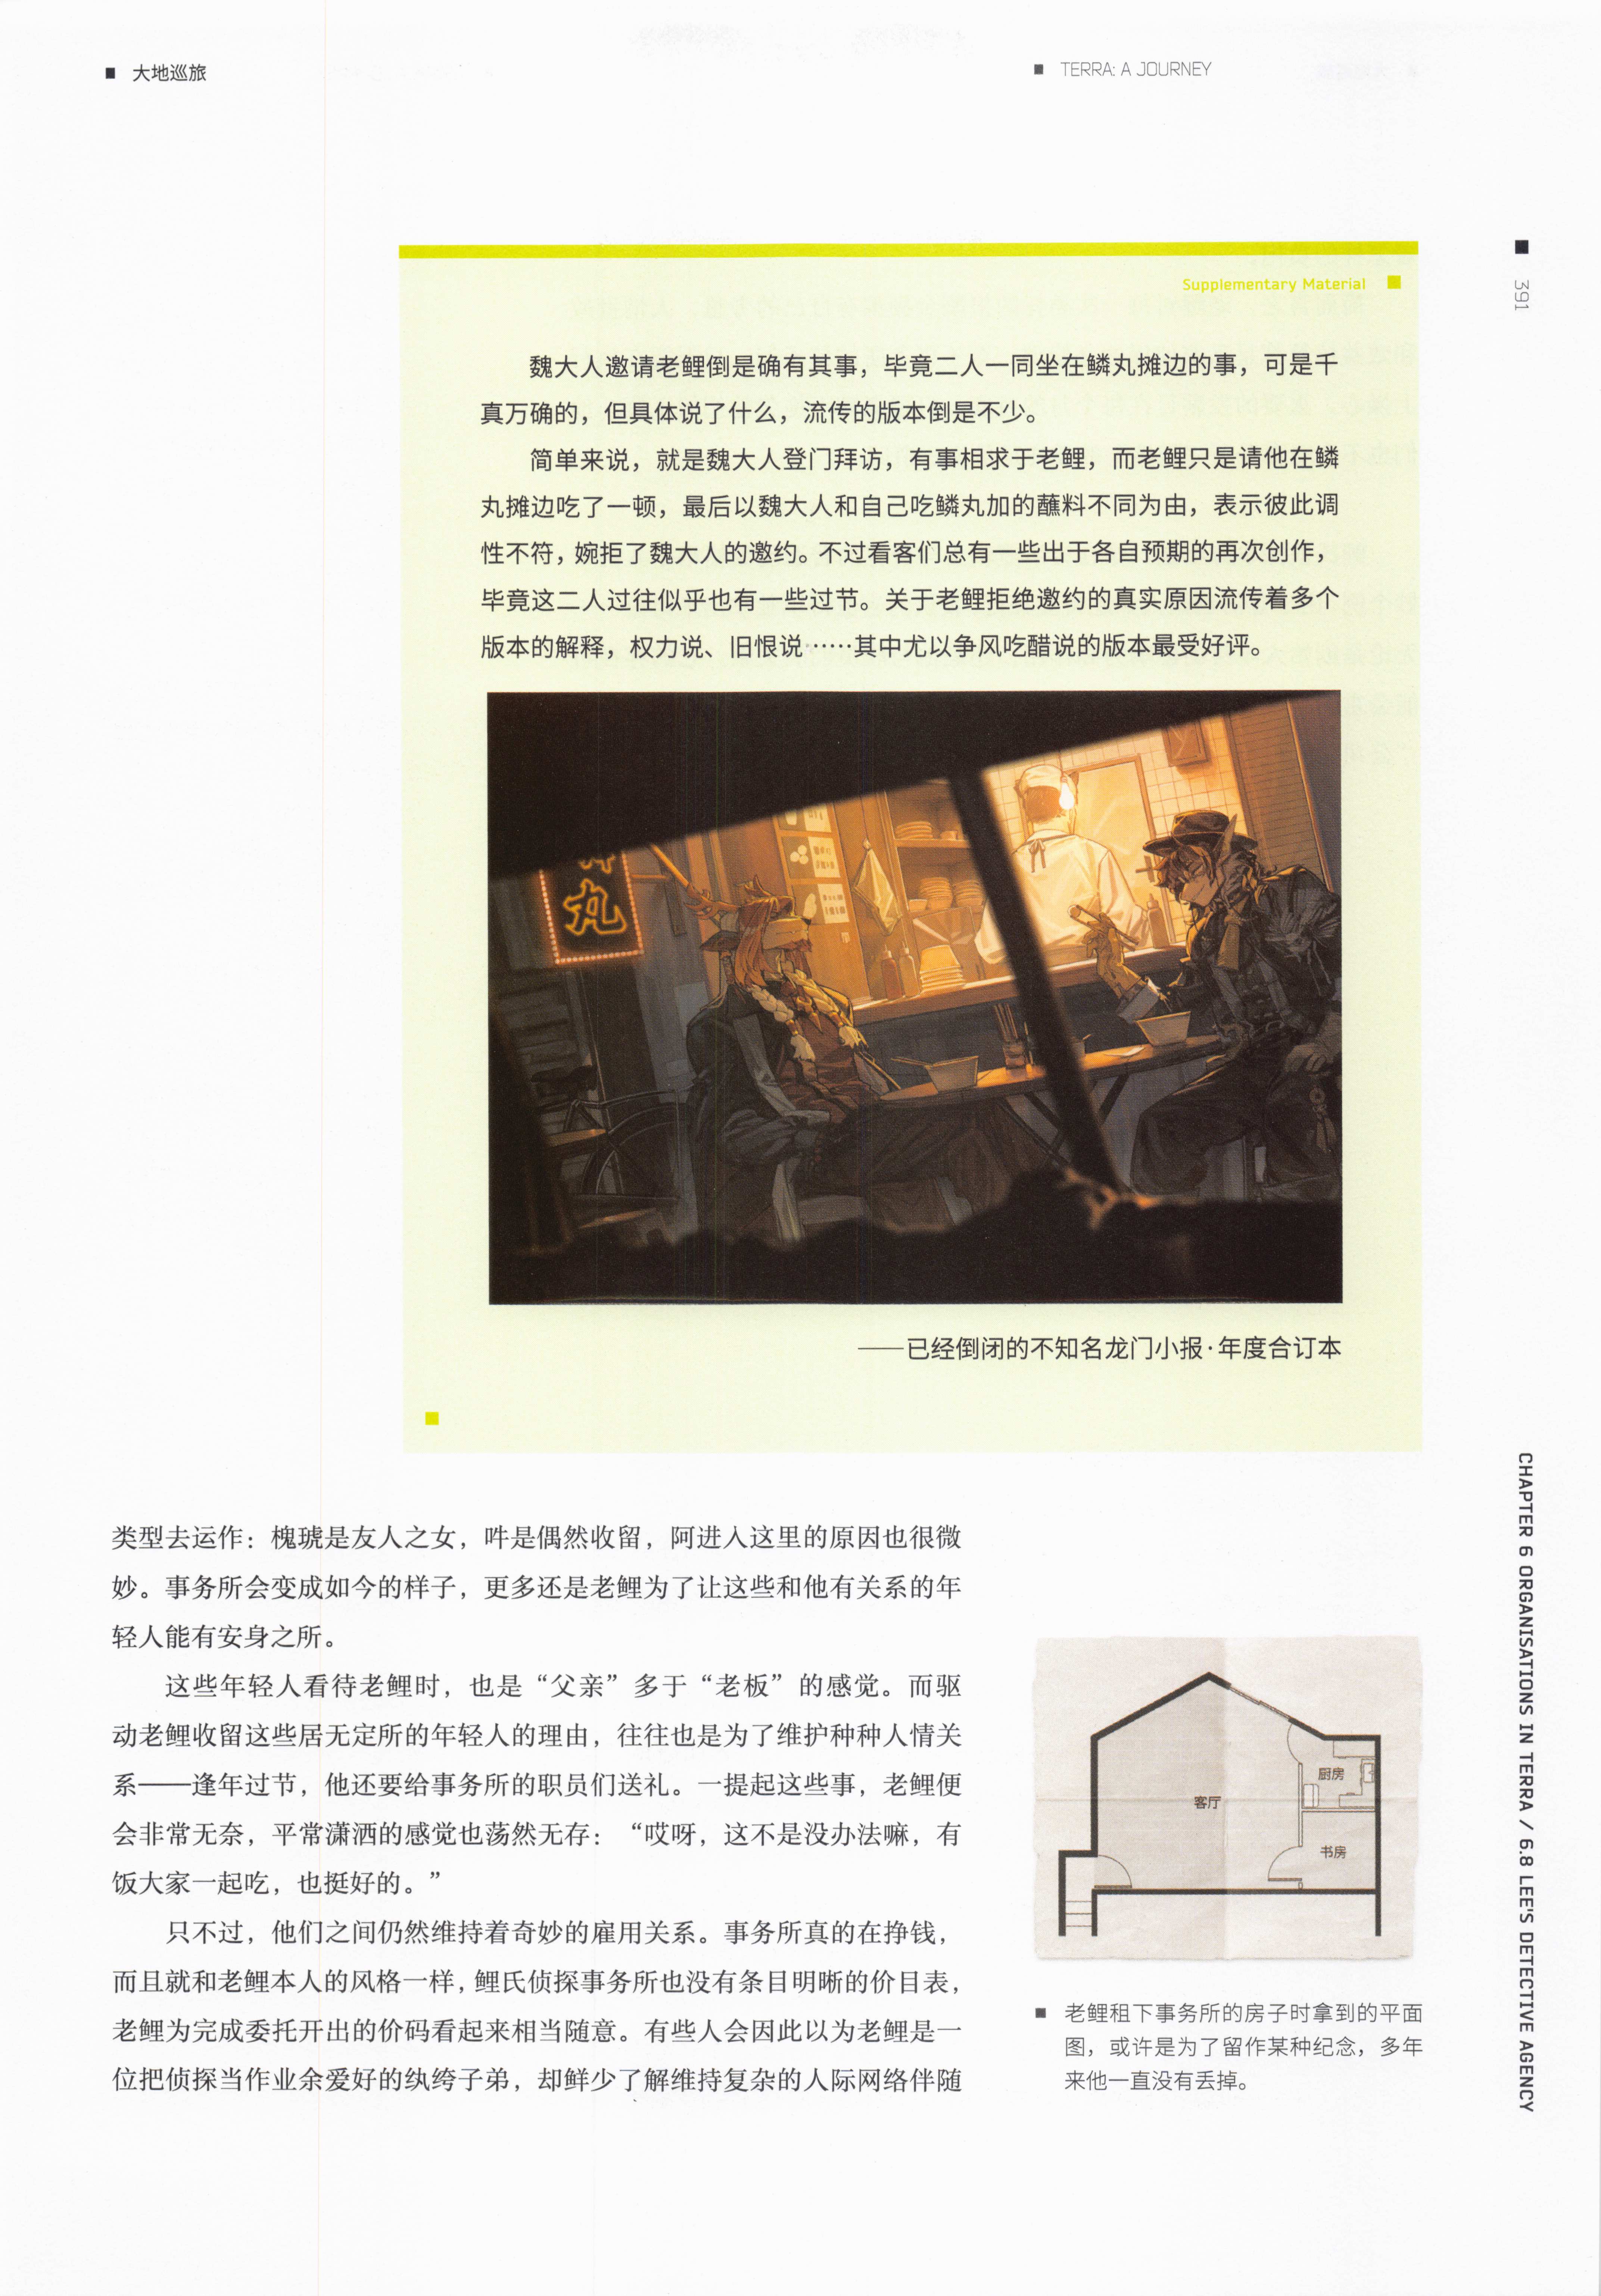 大地巡旅
TERRA: A JOURNEY
391
Supplementary Material
魏大人邀请老鲤倒是确有其事，毕竟二人一同坐在鳞丸摊边的事，可是千
真万确的，但具体说了什么，流传的版本倒是不少。
简单来说，就是魏大人登门拜访，有事相求于老鲤，而老鲤只是请他在鳞
丸摊边吃了一顿，最后以魏大人和自己吃鳞丸加的蘸料不同为由，表示彼此调
性不符，婉拒了魏大人的邀约。不过看客们总有一些出于各自预期的再次创作，
毕竟这二人过往似乎也有一些过节。关于老鲤拒绝邀约的真实原因流传着多个
版本的解释，权力说、旧恨说……其中尤以争风吃醋说的版本最受好评。
丸
——已经倒闭的不知名龙门小报·年度合订本
类型去运作：槐琥是友人之女，吽是偶然收留，阿进入这里的原因也很微
妙。事务所会变成如今的样子，更多还是老鲤为了让这些和他有关系的年
轻人能有安身之所。
这些年轻人看待老鲤时，也是“父亲”多于“老板”的感觉。而驱
动老鲤收留这些居无定所的年轻人的理由，往往也是为了维护种种人情关
系——逢年过节，他还要给事务所的职员们送礼。一提起这些事，老鲤便
会非常无奈，平常潇洒的感觉也荡然无存：“哎呀，这不是没办法嘛，有
饭大家一起吃，也挺好的。”
只不过，他们之间仍然维持着奇妙的雇用关系。事务所真的在挣钱，
而且就和老鲤本人的风格一样，鲤氏侦探事务所也没有条目明晰的价目表，
老鲤为完成委托开出的价码看起来相当随意。有些人会因此以为老鲤是一
位把侦探当作业余爱好的纨绔子弟，却鲜少了解维持复杂的人际网络伴随
客厅
厨房
书房
老鲤租下事务所的房子时拿到的平面
图，或许是为了留作某种纪念，多年
来他一直没有丢掉。
CHAPTER 6 ORGANISATIONS IN TERRA / 6.8 LEE'S DETECTIVE AGENCY